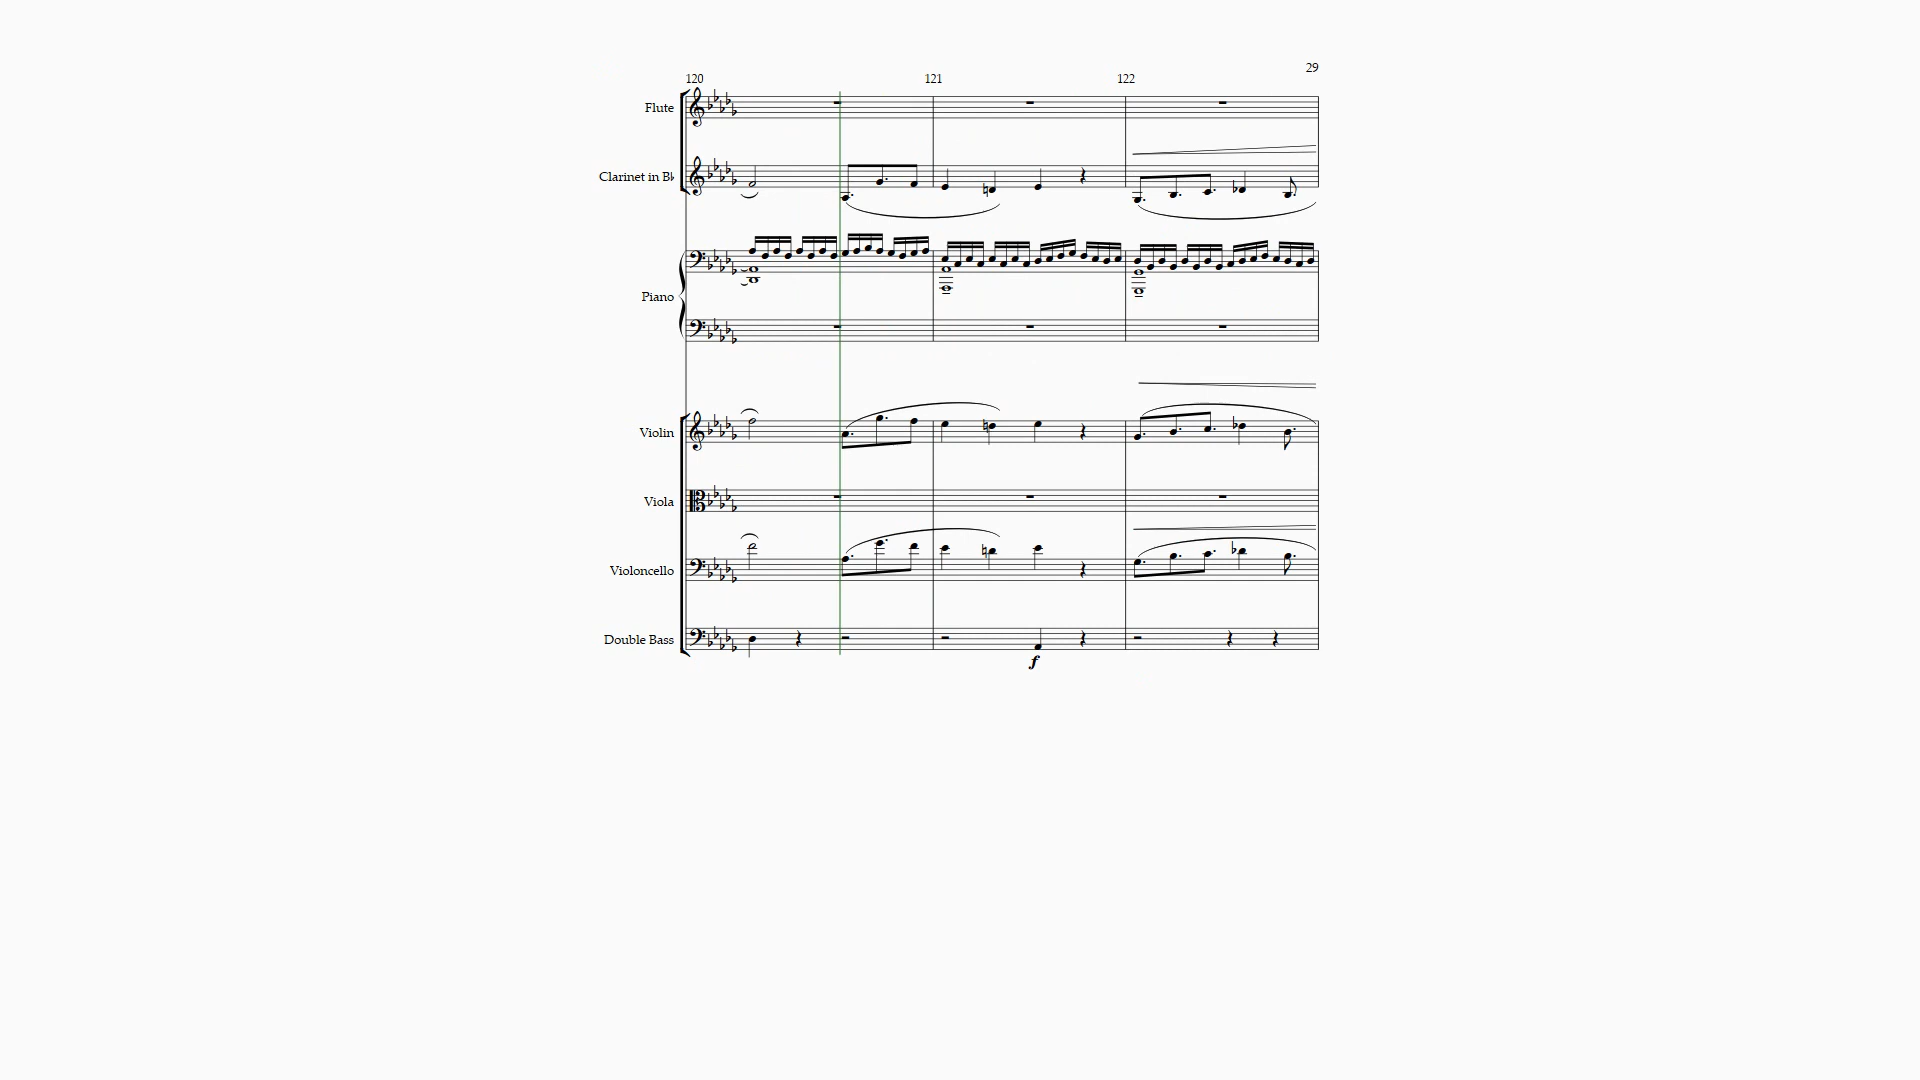 29
120 121 122
Flute
Clarinet in B♭
Piano
Violin
Viola
Violoncello
Double Bass
f